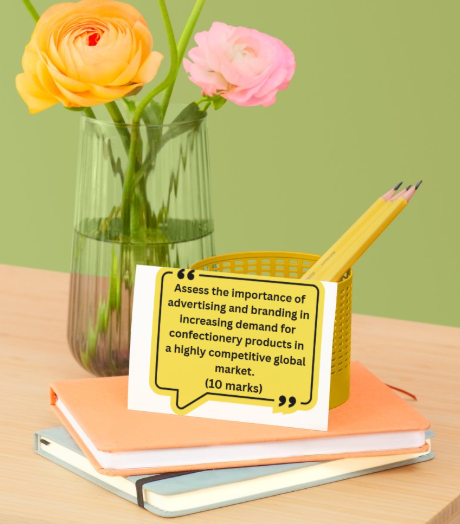 Assess the importance of
advertising and branding in
increasing demand for
confectionery products in
a highly competitive global
market.
(10 marks)